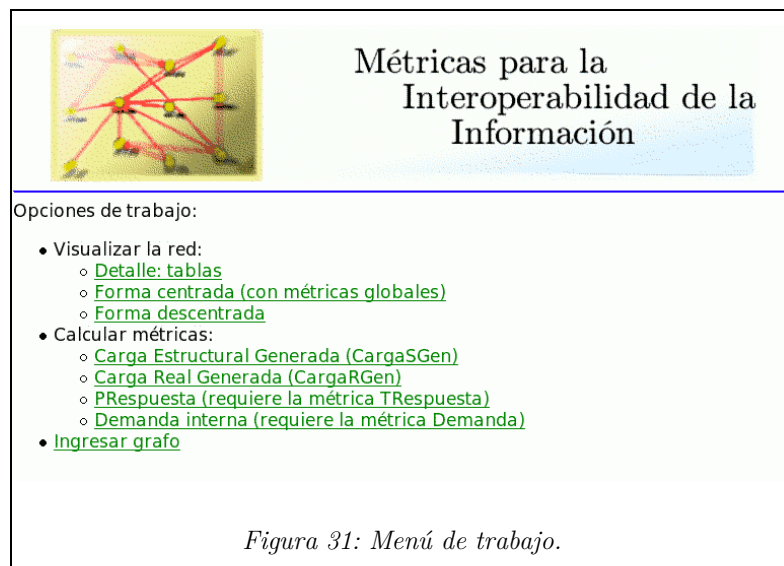 Métricas para la
Interoperabilidad de la
Información
Opciones de trabajo:
Visualizar la red:
Detalle: tablas
Forma centrada (con métricas globales)
Forma descentrada
Calcular métricas:
Carga Estructural Generada (CargaSGen)
Carga Real Generada (CargaRGen)
PRespuesta (requiere la métrica TRespuesta)
Demanda interna (requiere la métrica Demanda)
Ingresar grafo
Figura 31: Menú de trabajo.